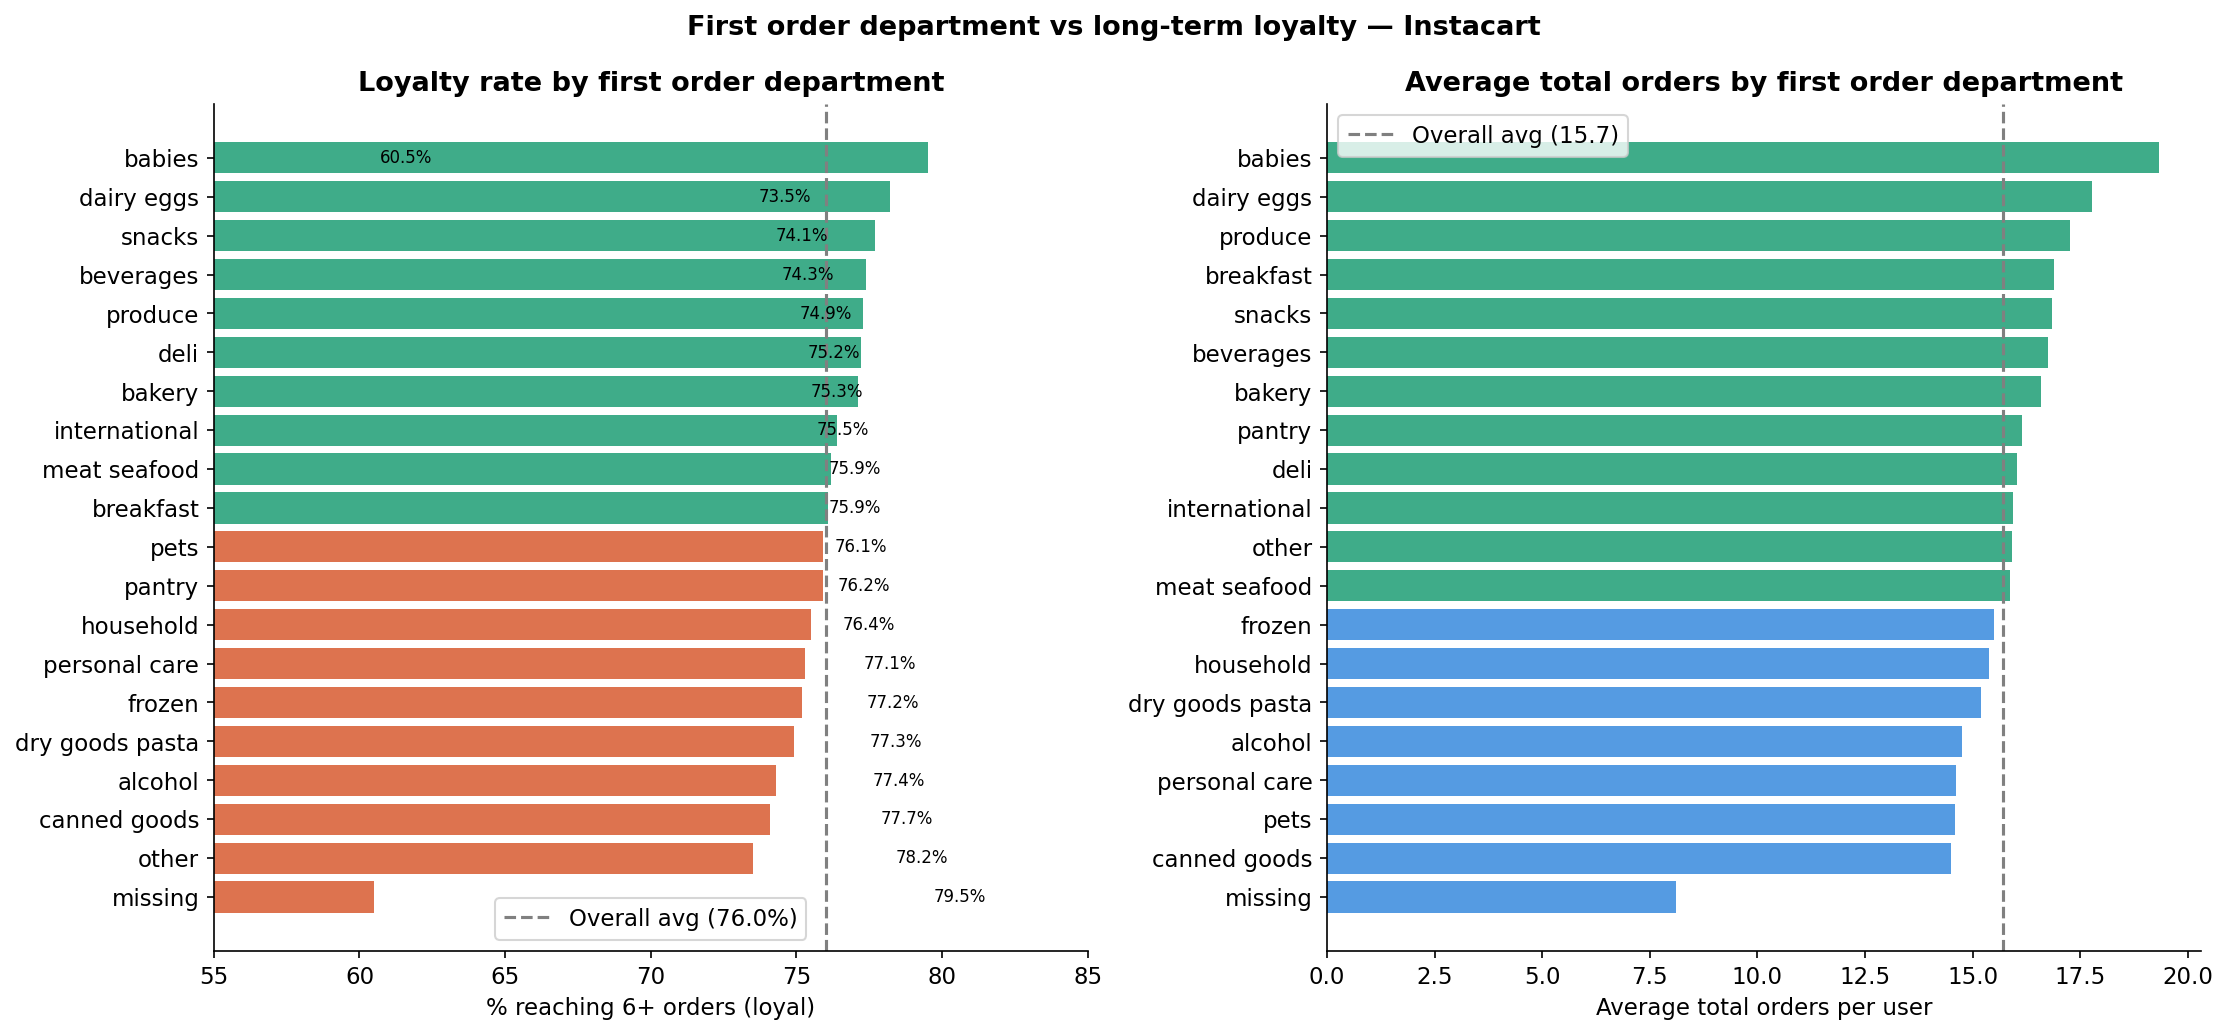 First order department vs long-term loyalty — Instacart
Loyalty rate by first order department
babies 60.5%
dairy eggs 73.5%
snacks 74.1%
beverages 74.3%
produce 74.9%
deli 75.2%
bakery 75.3%
international 75.5%
meat seafood 75.9%
breakfast 75.9%
pets 76.1%
pantry 76.2%
household 76.4%
personal care 77.1%
frozen 77.2%
dry goods pasta 77.3%
alcohol 77.4%
canned goods 77.7%
other 78.2%
missing 79.5%
Overall avg (76.0%)
55 60 65 70 75 80 85
% reaching 6+ orders (loyal)
Average total orders by first order department
Overall avg (15.7)
babies
dairy eggs
produce
breakfast
snacks
beverages
bakery
pantry
deli
international
other
meat seafood
frozen
household
dry goods pasta
alcohol
personal care
pets
canned goods
missing
0.0 2.5 5.0 7.5 10.0 12.5 15.0 17.5 20.0
Average total orders per user